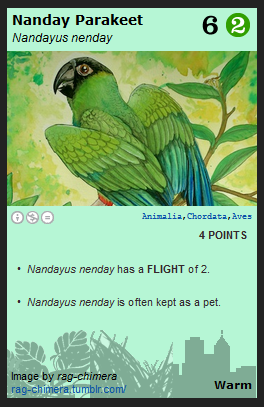 Nanday Parakeet
6 2
Nandayus nenday
Animalia,Chordata,Aves
4 POINTS
• Nandayus nenday has a FLIGHT of 2.
• Nandayus nenday is often kept as a pet.
Image by rag-chimera
rag-chimera.tumblr.com/
Warm